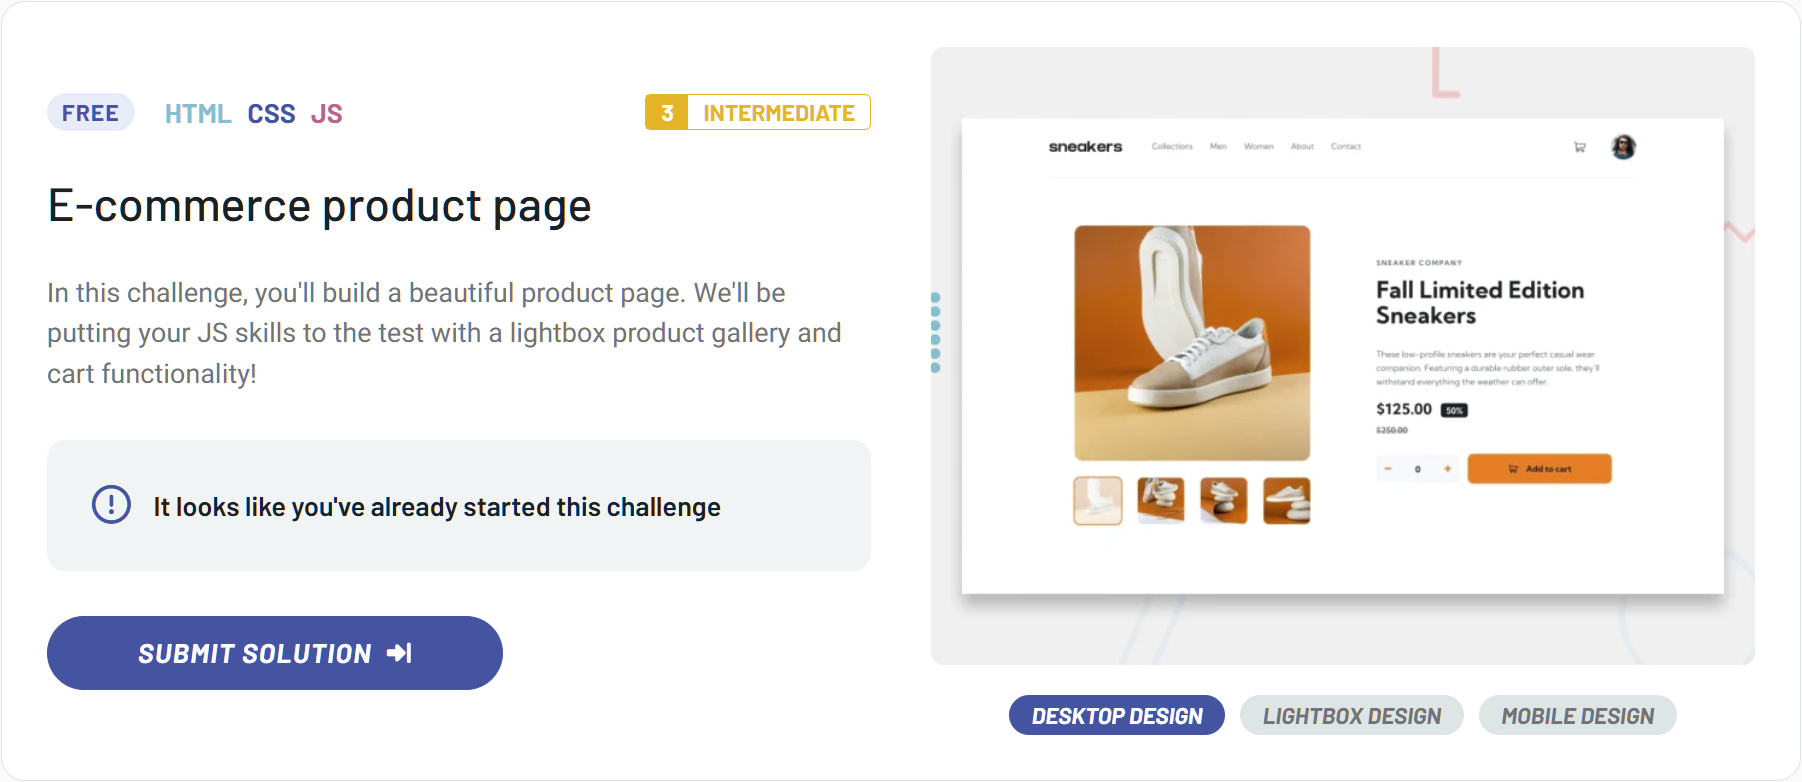 FREE HTML CSS JS
3 INTERMEDIATE
E-commerce product page
In this challenge, you'll build a beautiful product page. We'll be
putting your JS skills to the test with a lightbox product gallery and
cart functionality!
It looks like you've already started this challenge
SUBMIT SOLUTION
sneakers Collections Men Women About Contact
SNEAKER COMPANY
Fall Limited Edition
Sneakers
These low-profile sneakers are your perfect casual wear
companion. Featuring a durable rubber outer sole, they'll
withstand everything the weather can offer.
$125.00 50%
$250.00
- 0 + Add to cart
DESKTOP DESIGN LIGHTBOX DESIGN MOBILE DESIGN